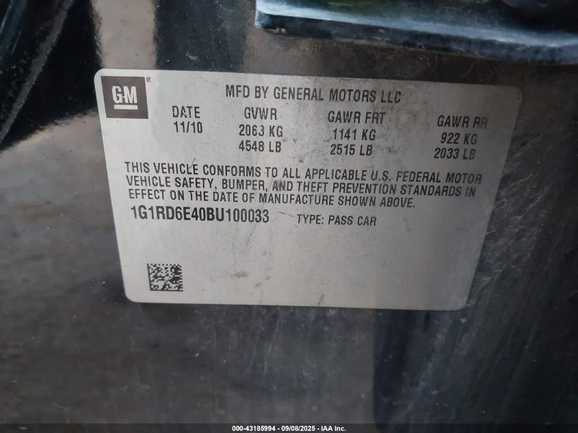 GM ®
MFD BY GENERAL MOTORS LLC
DATE GVWR GAWR FRT GAWR RR
11/10 2063 KG 1141 KG 922 KG
4548 LB 2515 LB 2033 LB
THIS VEHICLE CONFORMS TO ALL APPLICABLE U.S. FEDERAL MOTOR
VEHICLE SAFETY, BUMPER, AND THEFT PREVENTION STANDARDS IN
EFFECT ON THE DATE OF MANUFACTURE SHOWN ABOVE.
1G1RD6E40BU100033 TYPE: PASS CAR
000-43185994 - 09/08/2025 - IAA Inc.